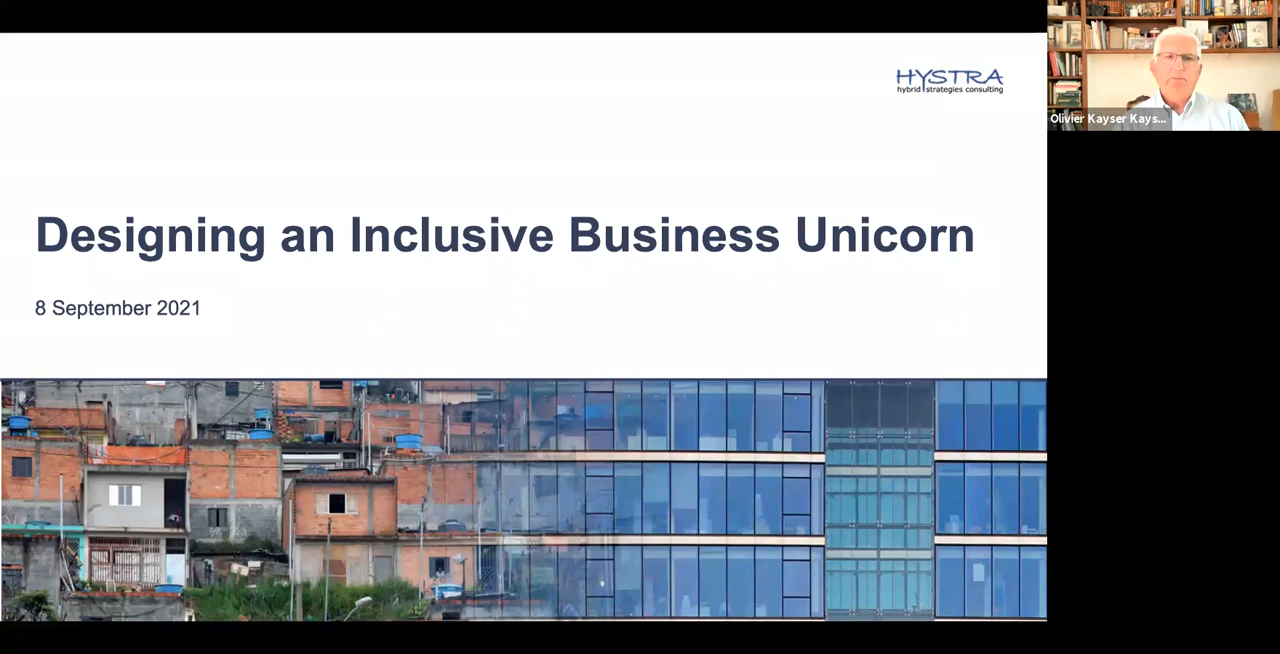 HYSTRA
hybrid strategies consulting
Olivier Kayser Kays...
Designing an Inclusive Business Unicorn
8 September 2021